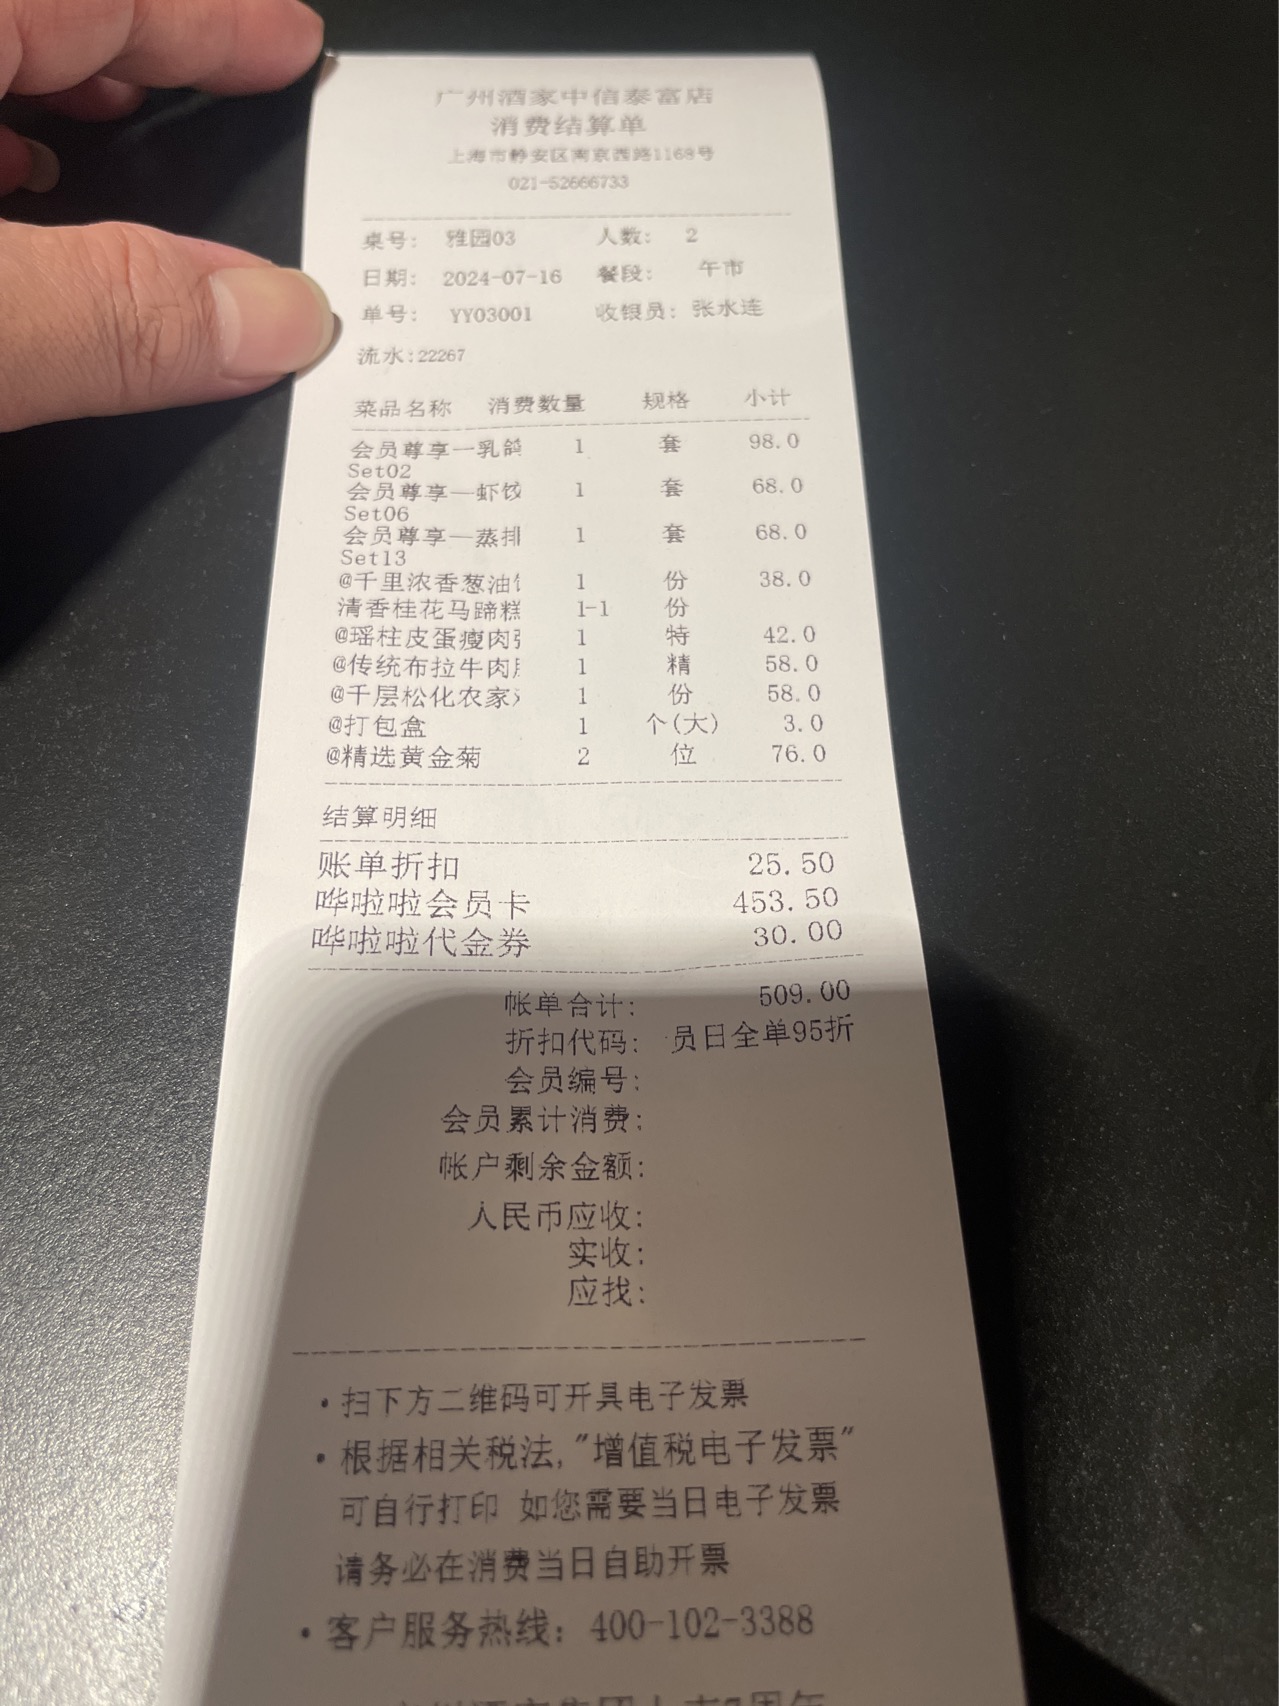 广州酒家中信泰富店
消费结算单
上海市静安区南京西路1168号
021-52666733
桌号: 雅园03 人数: 2
日期: 2024-07-16 餐段: 午市
单号: YY03001 收银员: 张水连
流水:22267
菜品名称 消费数量 规格 小计
会员尊享一乳鸽 1 套 98.0
Set02
会员尊享一虾饺 1 套 68.0
Set06
会员尊享一蒸排 1 套 68.0
Set13
@千里浓香葱油 1 份 38.0
清香桂花马蹄糕 1-1 份
@瑶柱皮蛋瘦肉 1 特 42.0
@传统布拉牛肉 1 精 58.0
@千层松化农家 1 份 58.0
@打包盒 1 个(大) 3.0
@精选黄金菊 2 位 76.0
结算明细
账单折扣 25.50
哗啦啦会员卡 453.50
哗啦啦代金券 30.00
帐单合计: 509.00
折扣代码: 员日全单95折
会员编号:
会员累计消费:
帐户剩余金额:
人民币应收:
实收:
应找:
·扫下方二维码可开具电子发票
·根据相关税法,"增值税电子发票"
可自行打印 如您需要当日电子发票
请务必在消费当日自助开票
·客户服务热线: 400-102-3388